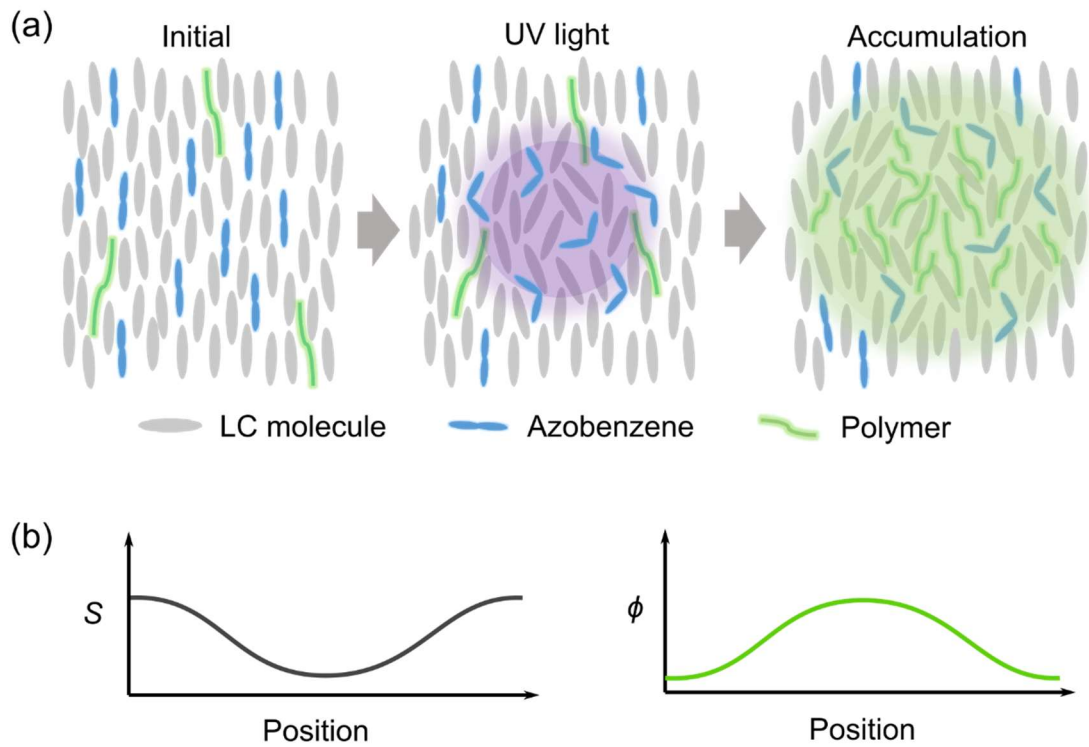 (a)
Initial
UV light
Accumulation
LC molecule
Azobenzene
Polymer
(b)
S
Position
ϕ
Position